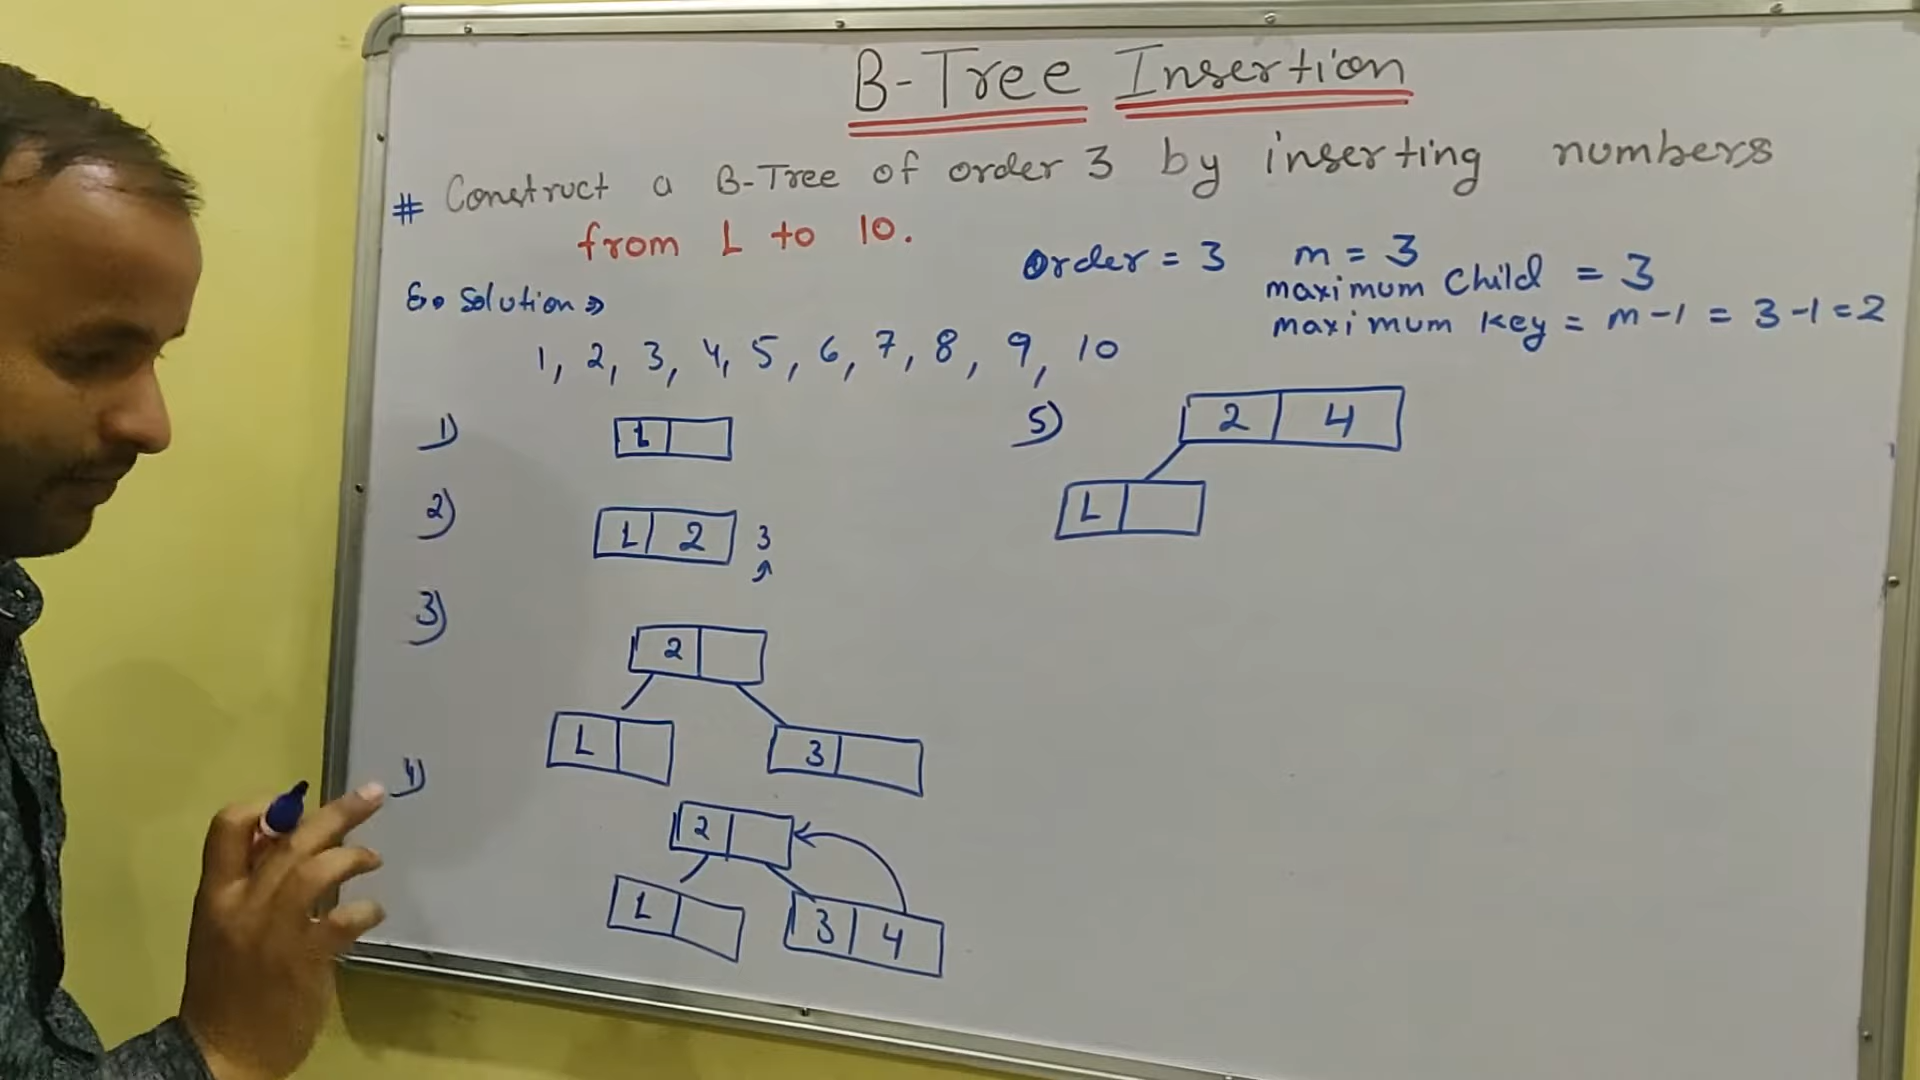 B-Tree Insertion
# Construct a B-Tree of order 3 by inserting numbers
from 1 to 10.
Order = 3 m = 3
maximum Child = 3
maximum key = m-1 = 3-1=2
Solution ⇒
1, 2, 3, 4, 5, 6, 7, 8, 9, 10
1)
1
2)
1 2 3
3)
2
1 3
4)
2
1 3 4
5)
2 4
1